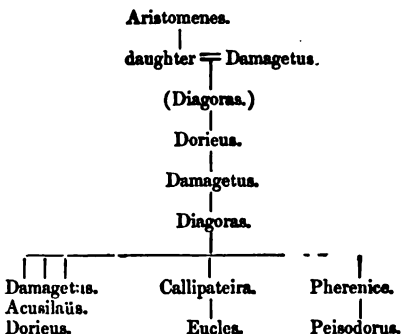 Aristomenes.
daughter = Damagetus.
(Diagoras.)
Dorieus.
Damagetus.
Diagoras.
Damagetus. Callipateira. Pherenice.
Acusilaüs.
Dorieus. Eucles. Peisodorus.